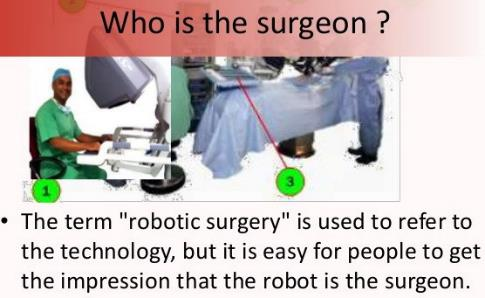 Who is the surgeon ?
1
3
• The term "robotic surgery" is used to refer to
the technology, but it is easy for people to get
the impression that the robot is the surgeon.